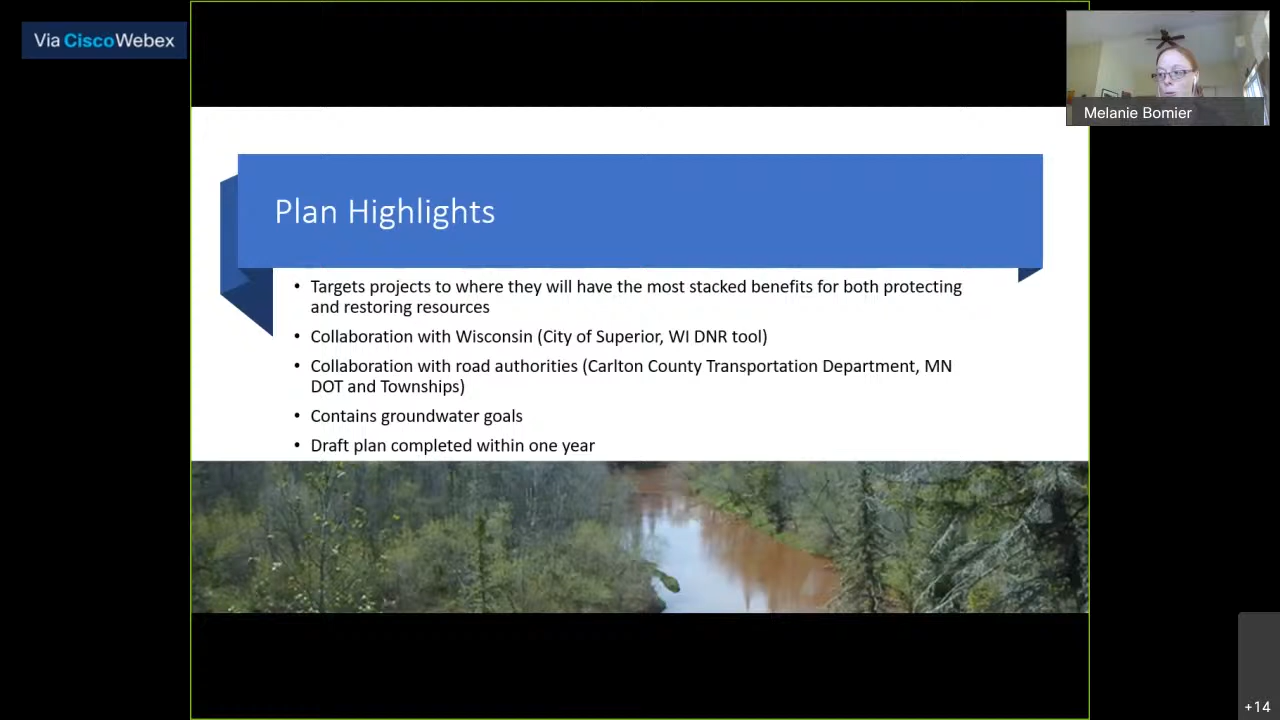 Via CiscoWebex
Melanie Bomier
Plan Highlights
• Targets projects to where they will have the most stacked benefits for both protecting
and restoring resources
• Collaboration with Wisconsin (City of Superior, WI DNR tool)
• Collaboration with road authorities (Carlton County Transportation Department, MN
DOT and Townships)
• Contains groundwater goals
• Draft plan completed within one year
+14